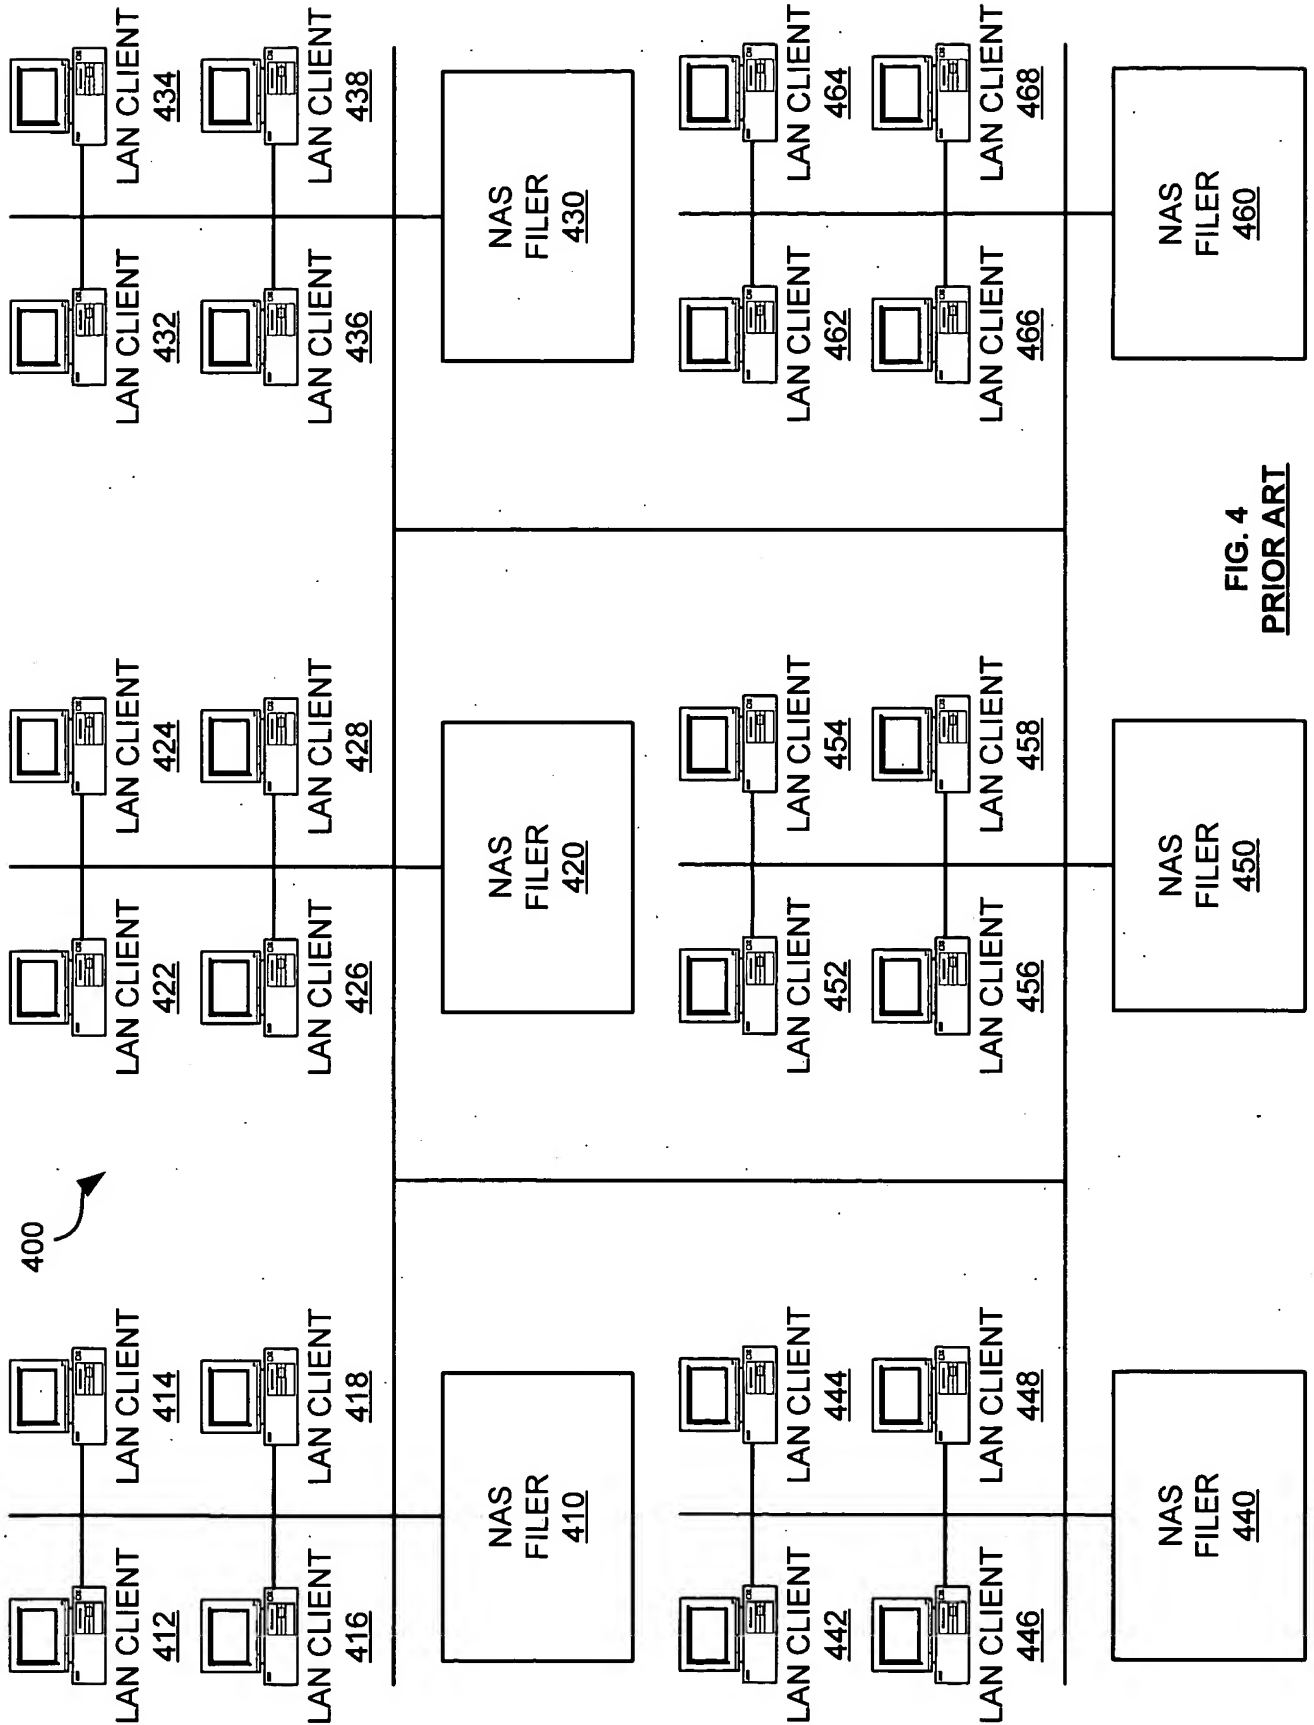 400
LAN CLIENT
412
LAN CLIENT
414
LAN CLIENT
416
LAN CLIENT
418
NAS
FILER
410
LAN CLIENT
422
LAN CLIENT
424
LAN CLIENT
426
LAN CLIENT
428
NAS
FILER
420
LAN CLIENT
432
LAN CLIENT
434
LAN CLIENT
436
LAN CLIENT
438
NAS
FILER
430
LAN CLIENT
442
LAN CLIENT
444
LAN CLIENT
446
LAN CLIENT
448
NAS
FILER
440
LAN CLIENT
452
LAN CLIENT
454
LAN CLIENT
456
LAN CLIENT
458
NAS
FILER
450
LAN CLIENT
462
LAN CLIENT
464
LAN CLIENT
466
LAN CLIENT
468
NAS
FILER
460
FIG. 4
PRIOR ART